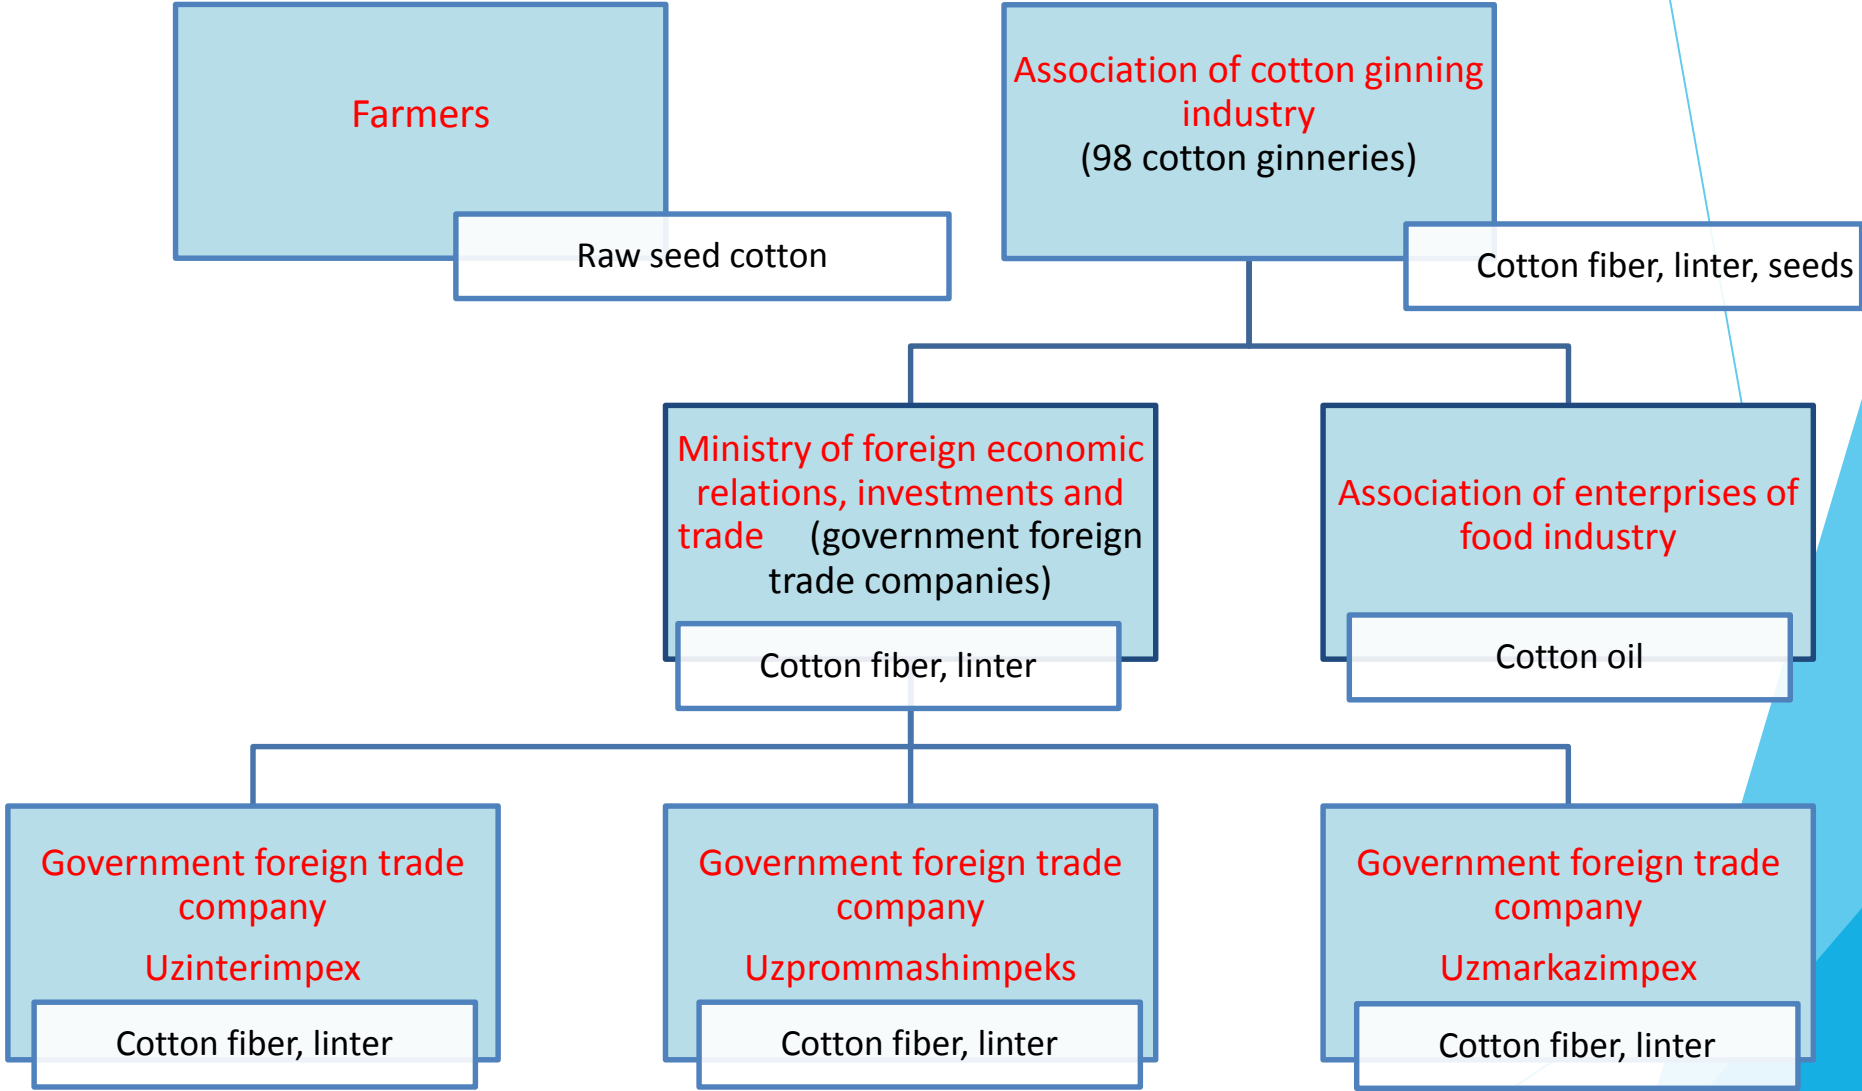 Farmers
Raw seed cotton
Association of cotton ginning
industry
(98 cotton ginneries)
Cotton fiber, linter, seeds
Ministry of foreign economic
relations, investments and
trade (government foreign
trade companies)
Cotton fiber, linter
Association of enterprises of
food industry
Cotton oil
Government foreign trade
company
Uzinterimpex
Cotton fiber, linter
Government foreign trade
company
Uzprommashimpeks
Cotton fiber, linter
Government foreign trade
company
Uzmarkazimpex
Cotton fiber, linter